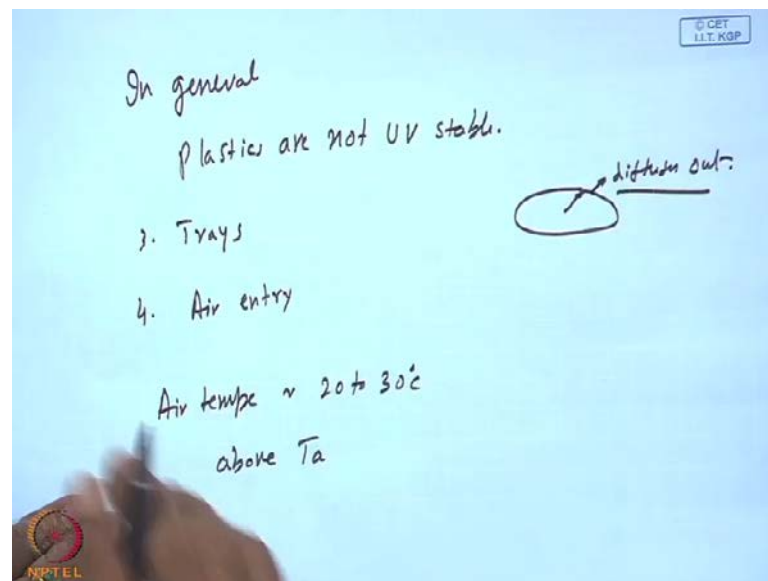 © CET
I.I.T. KGP
In general
Plastics are not UV stable.
diffuses out.
3. Trays
4. Air entry
Air tempe ~ 20 to 30°c
above Ta
NPTEL